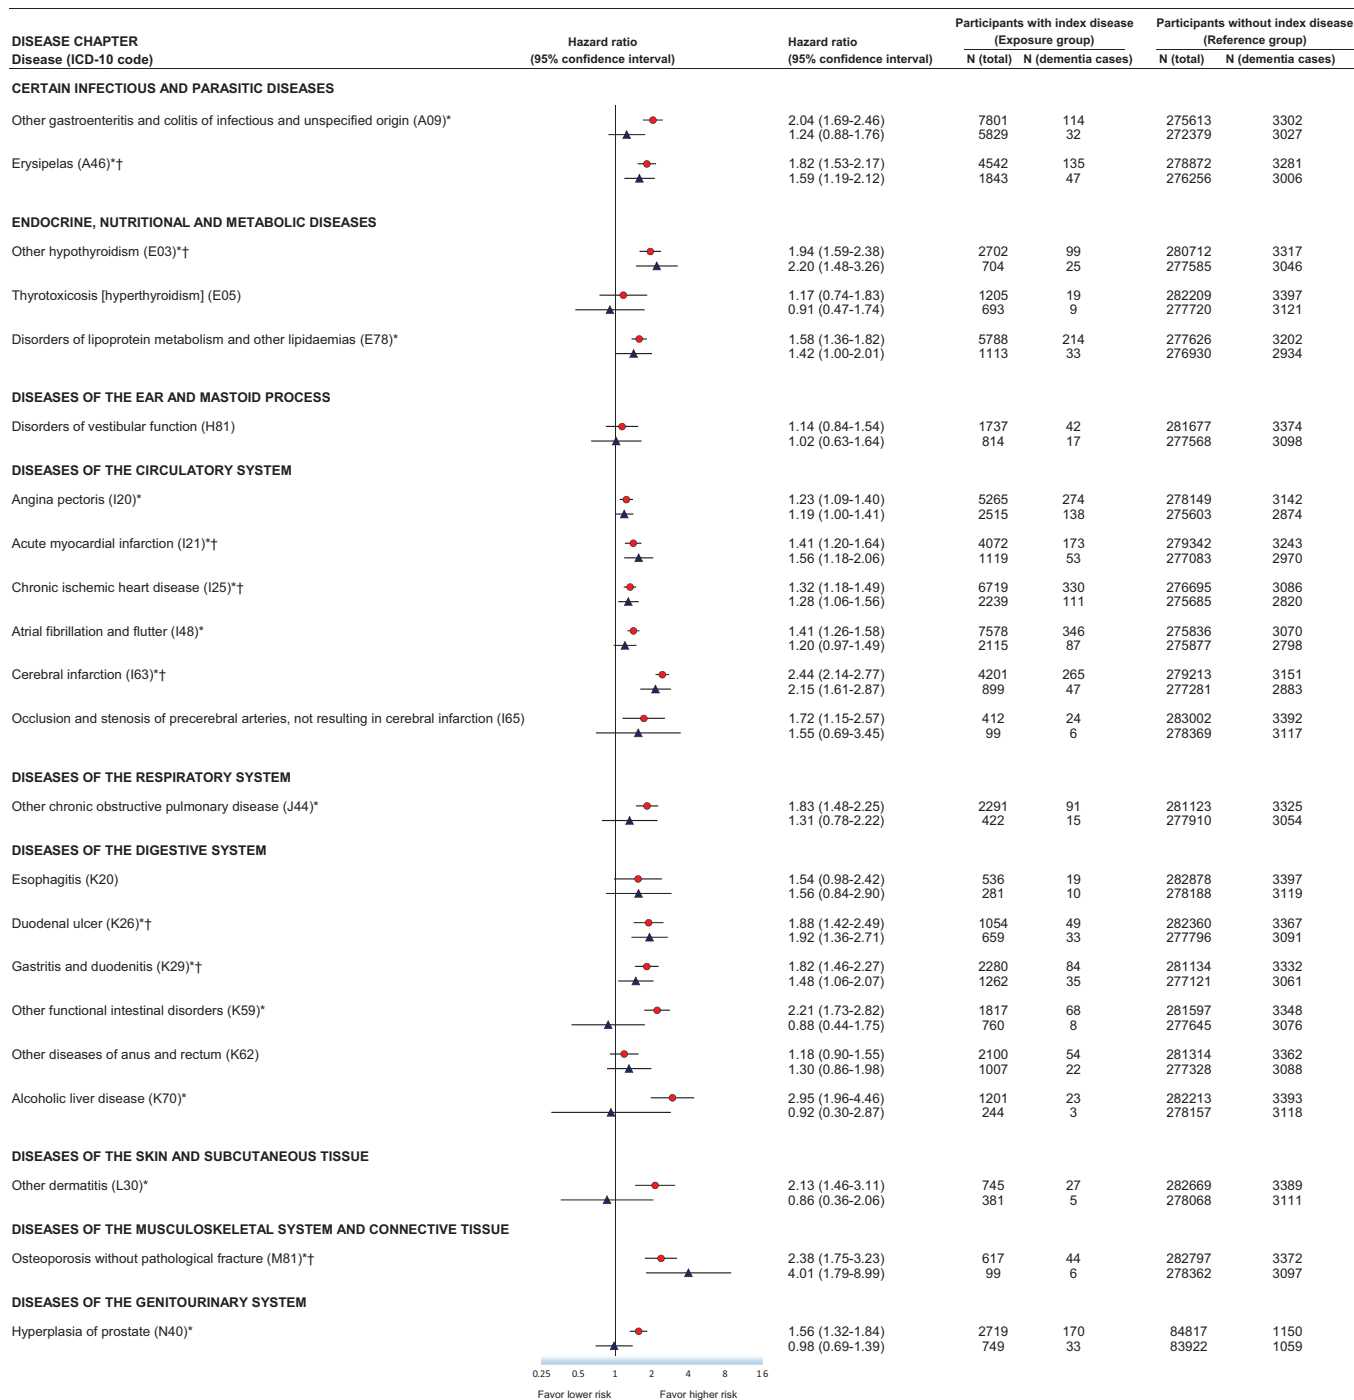 Participants with index disease Participants without index disease
DISEASE CHAPTER Hazard ratio Hazard ratio (Exposure group) (Reference group)
Disease (ICD-10 code) (95% confidence interval) (95% confidence interval) N (total) N (dementia cases) N (total) N (dementia cases)
CERTAIN INFECTIOUS AND PARASITIC DISEASES
Other gastroenteritis and colitis of infectious and unspecified origin (A09)* 2.04 (1.69-2.46) 7801 114 275613 3302
1.24 (0.88-1.76) 5829 32 272379 3027
Erysipelas (A46)*† 1.82 (1.53-2.17) 4542 135 278872 3281
1.59 (1.19-2.12) 1843 47 276256 3006
ENDOCRINE, NUTRITIONAL AND METABOLIC DISEASES
Other hypothyroidism (E03)*† 1.94 (1.59-2.38) 2702 99 280712 3317
2.20 (1.48-3.26) 704 25 277585 3046
Thyrotoxicosis [hyperthyroidism] (E05) 1.17 (0.74-1.83) 1205 19 282209 3397
0.91 (0.47-1.74) 693 9 277720 3121
Disorders of lipoprotein metabolism and other lipidaemias (E78)* 1.58 (1.36-1.82) 5788 214 277626 3202
1.42 (1.00-2.01) 1113 33 276930 2934
DISEASES OF THE EAR AND MASTOID PROCESS
Disorders of vestibular function (H81) 1.14 (0.84-1.54) 1737 42 281677 3374
1.02 (0.63-1.64) 814 17 277568 3098
DISEASES OF THE CIRCULATORY SYSTEM
Angina pectoris (I20)* 1.23 (1.09-1.40) 5265 274 278149 3142
1.19 (1.00-1.41) 2515 138 275603 2874
Acute myocardial infarction (I21)*† 1.41 (1.20-1.64) 4072 173 279342 3243
1.56 (1.18-2.06) 1119 53 277083 2970
Chronic ischemic heart disease (I25)*† 1.32 (1.18-1.49) 6719 330 276695 3086
1.28 (1.06-1.56) 2239 111 275685 2820
Atrial fibrillation and flutter (I48)* 1.41 (1.26-1.58) 7578 346 275836 3070
1.20 (0.97-1.49) 2115 87 275877 2798
Cerebral infarction (I63)*† 2.44 (2.14-2.77) 4201 265 279213 3151
2.15 (1.61-2.87) 899 47 277281 2883
Occlusion and stenosis of precerebral arteries, not resulting in cerebral infarction (I65) 1.72 (1.15-2.57) 412 24 283002 3392
1.55 (0.69-3.45) 99 6 278369 3117
DISEASES OF THE RESPIRATORY SYSTEM
Other chronic obstructive pulmonary disease (J44)* 1.83 (1.48-2.25) 2291 91 281123 3325
1.31 (0.78-2.22) 422 15 277910 3054
DISEASES OF THE DIGESTIVE SYSTEM
Esophagitis (K20) 1.54 (0.98-2.42) 536 19 282878 3397
1.56 (0.84-2.90) 281 10 278188 3119
Duodenal ulcer (K26)*† 1.88 (1.42-2.49) 1054 49 282360 3367
1.92 (1.36-2.71) 659 33 277796 3091
Gastritis and duodenitis (K29)*† 1.82 (1.46-2.27) 2280 84 281134 3332
1.48 (1.06-2.07) 1262 35 277121 3061
Other functional intestinal disorders (K59)* 2.21 (1.73-2.82) 1817 68 281597 3348
0.88 (0.44-1.75) 760 8 277645 3076
Other diseases of anus and rectum (K62) 1.18 (0.90-1.55) 2100 54 281314 3362
1.30 (0.86-1.98) 1007 22 277328 3088
Alcoholic liver disease (K70)* 2.95 (1.96-4.46) 1201 23 282213 3393
0.92 (0.30-2.87) 244 3 278157 3118
DISEASES OF THE SKIN AND SUBCUTANEOUS TISSUE
Other dermatitis (L30)* 2.13 (1.46-3.11) 745 27 282669 3389
0.86 (0.36-2.06) 381 5 278068 3111
DISEASES OF THE MUSCULOSKELETAL SYSTEM AND CONNECTIVE TISSUE
Osteoporosis without pathological fracture (M81)*† 2.38 (1.75-3.23) 617 44 282797 3372
4.01 (1.79-8.99) 99 6 278362 3097
DISEASES OF THE GENITOURINARY SYSTEM
Hyperplasia of prostate (N40)* 1.56 (1.32-1.84) 2719 170 84817 1150
0.98 (0.69-1.39) 749 33 83922 1059
0.25 0.5 1 2 4 8 16
Favor lower risk Favor higher risk